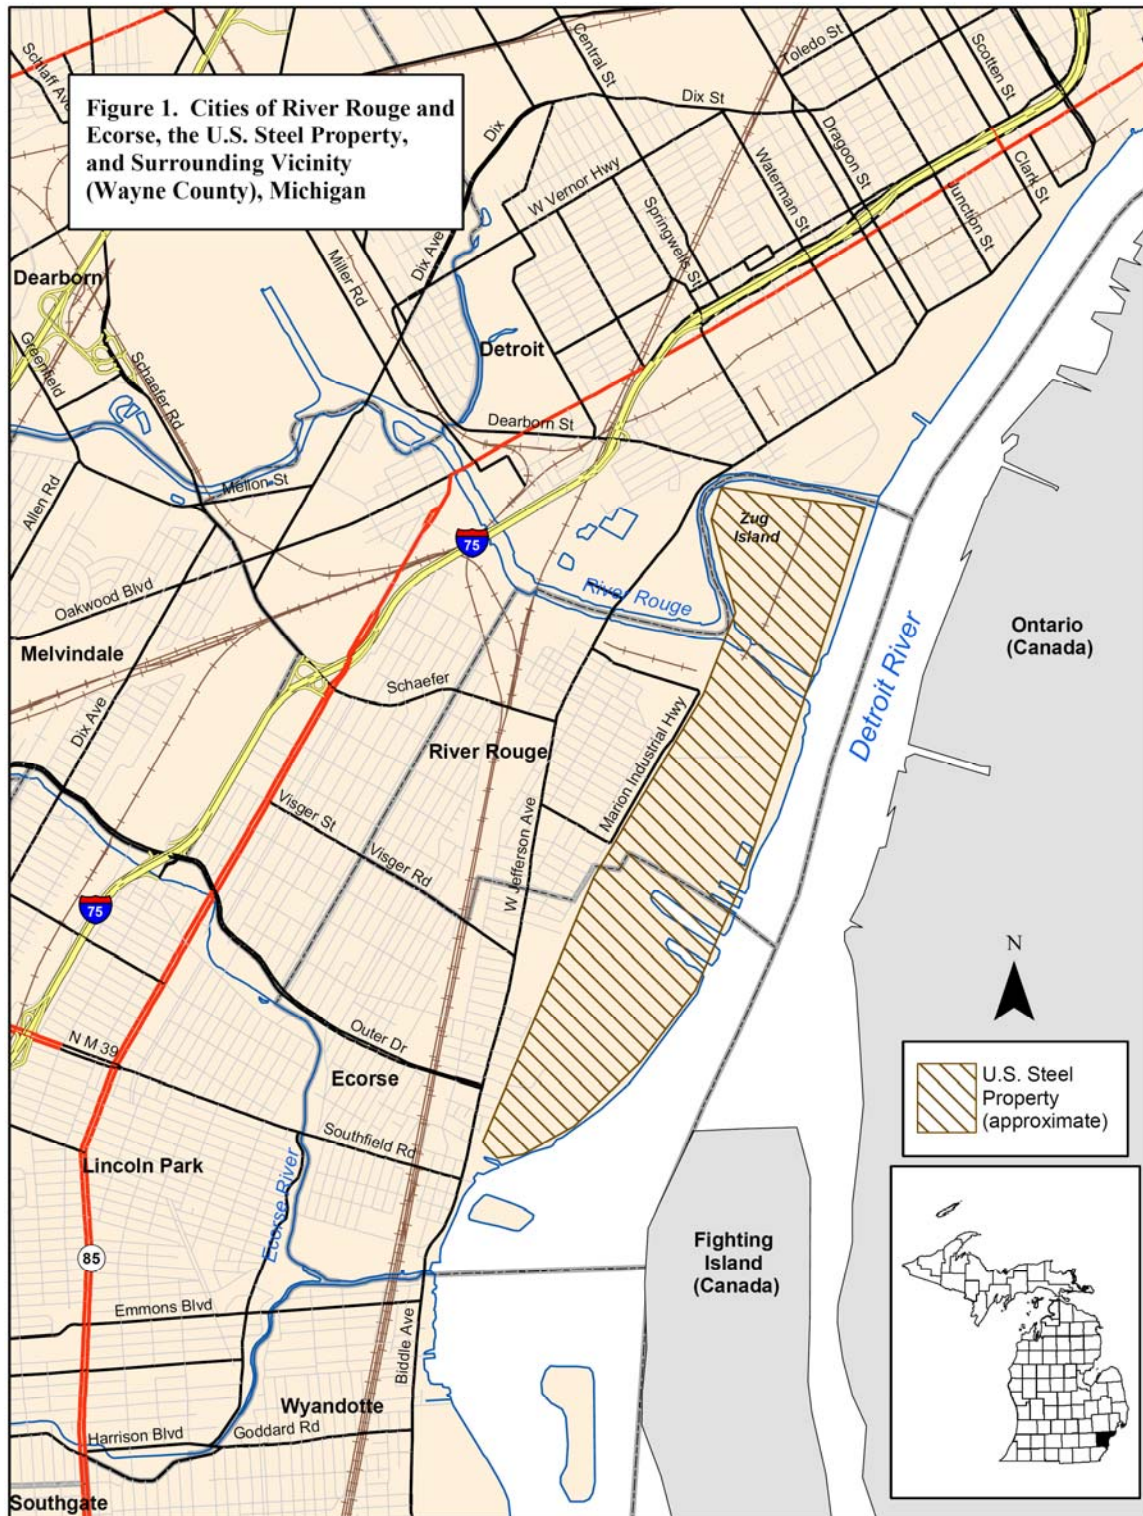 Figure 1. Cities of River Rouge and
Ecorse, the U.S. Steel Property,
and Surrounding Vicinity
(Wayne County), Michigan
Schlaff Ave
Central St
Toledo St
Scotten St
Dix St
Dix
Dragoon St
Waterman St
Clark St
Junction St
W Vernor Hwy
Springwells St
Dix Ave
Miller Rd
Dearborn
Greenfield
Schaefer Rd
Detroit
Dearborn St
Mellon St
Allen Rd
Zug
Island
75
River Rouge
Oakwood Blvd
Ontario
(Canada)
Melvindale
Detroit River
Schaefer
Dix Ave
Marion Industrial Hwy
River Rouge
Visger St
Visger Rd
W Jefferson Ave
75
N
Outer Dr
N M 39
Ecorse
U.S. Steel
Property
(approximate)
Southfield Rd
Lincoln Park
Ecorse River
85
Fighting
Island
(Canada)
Emmons Blvd
Biddle Ave
Wyandotte
Goddard Rd
Harrison Blvd
Southgate